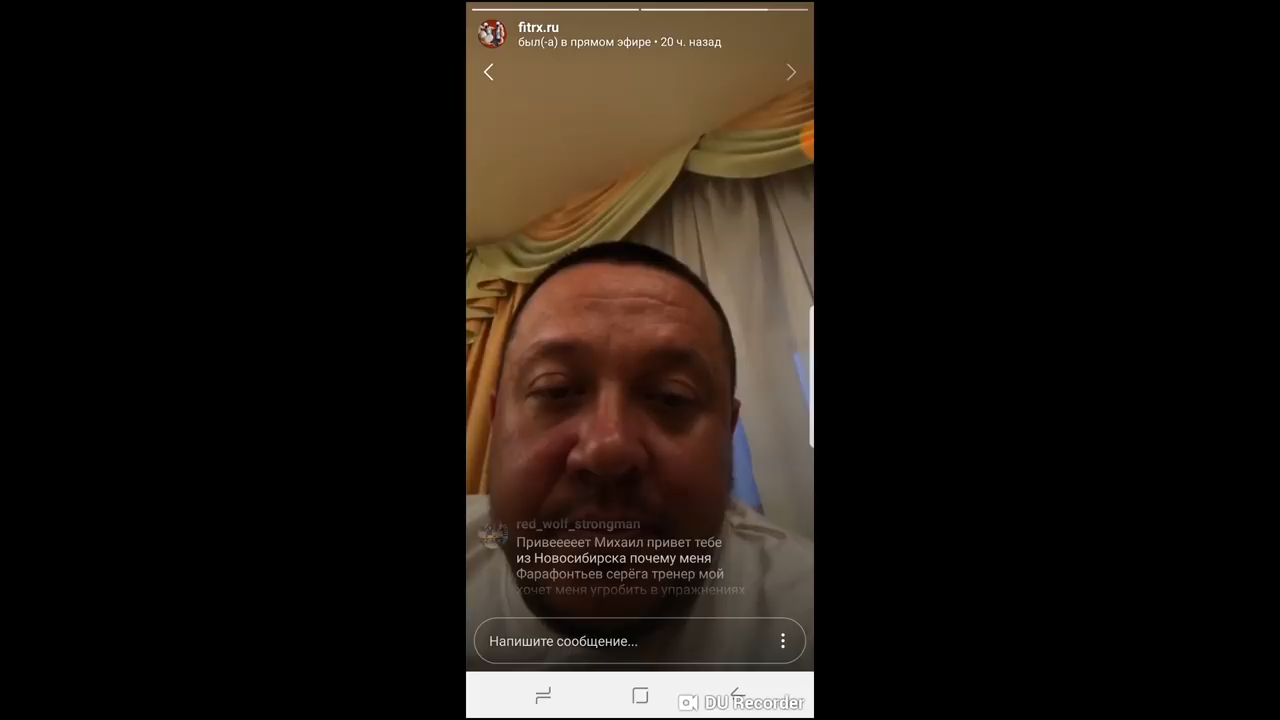 fitrx.ru
был(-а) в прямом эфире • 20 ч. назад
red_wolf_strongman
Привееееет Михаил привет тебе
из Новосибирска почему меня
Фарафонтьев серёга тренер мой
хочет меня угробить в упражнениях
Напишите сообщение...
DU Recorder